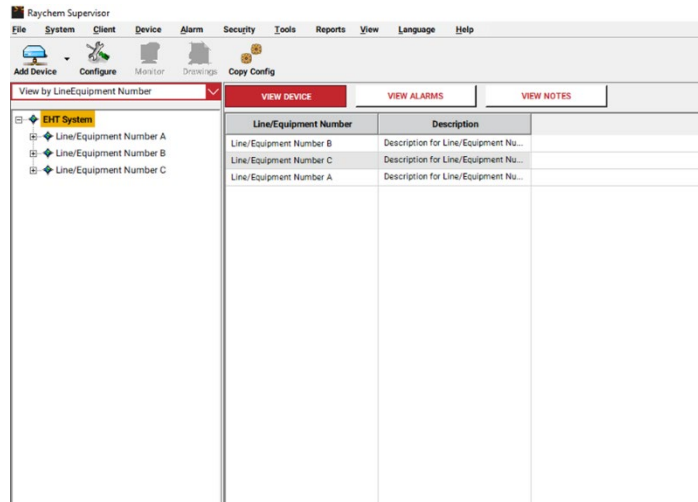 Raychem Supervisor
File System Client Device Alarm Security Tools Reports View Language Help
Add Device Configure Monitor Drawings Copy Config
View by LineEquipment Number
VIEW DEVICE VIEW ALARMS VIEW NOTES
EHT System
Line/Equipment Number A
Line/Equipment Number B
Line/Equipment Number C
Line/Equipment Number Description
Line/Equipment Number B Description for Line/Equipment Nu...
Line/Equipment Number C Description for Line/Equipment Nu...
Line/Equipment Number A Description for Line/Equipment Nu...